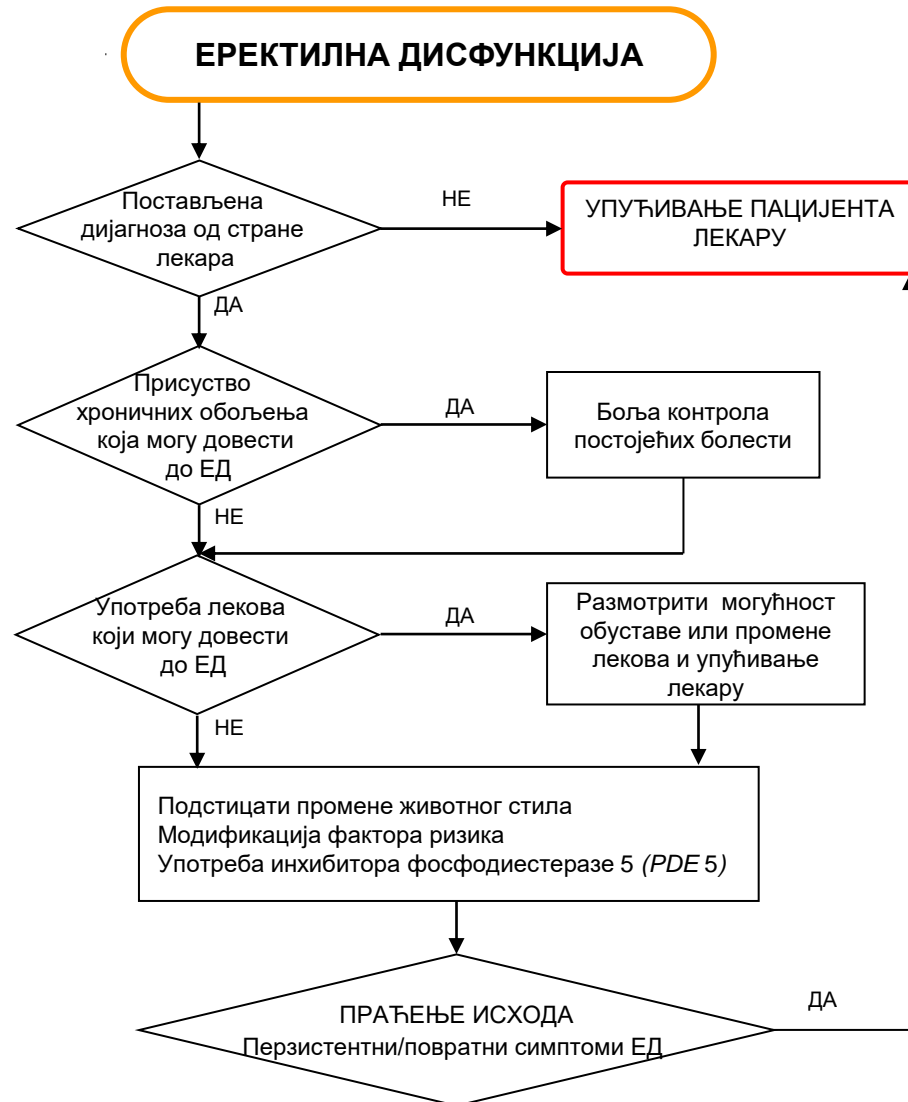 ЕРЕКТИЛНА ДИСФУНКЦИЈА
Постављена
дијагноза од стране
лекара
НЕ
УПУЋИВАЊЕ ПАЦИЈЕНТА
ЛЕКАРУ
ДА
Присуство
хроничних обољења
која могу довести
до ЕД
ДА
Боља контрола
постојећих болести
НЕ
Употреба лекова
који могу довести
до ЕД
ДА
Размотрити могућност
обуставе или промене
лекова и упућивање
лекару
НЕ
Подстицати промене животног стила
Модификација фактора ризика
Употреба инхибитора фосфодиестеразе 5 (PDE 5)
ПРАЋЕЊЕ ИСХОДА
Перзистентни/повратни симптоми ЕД
ДА